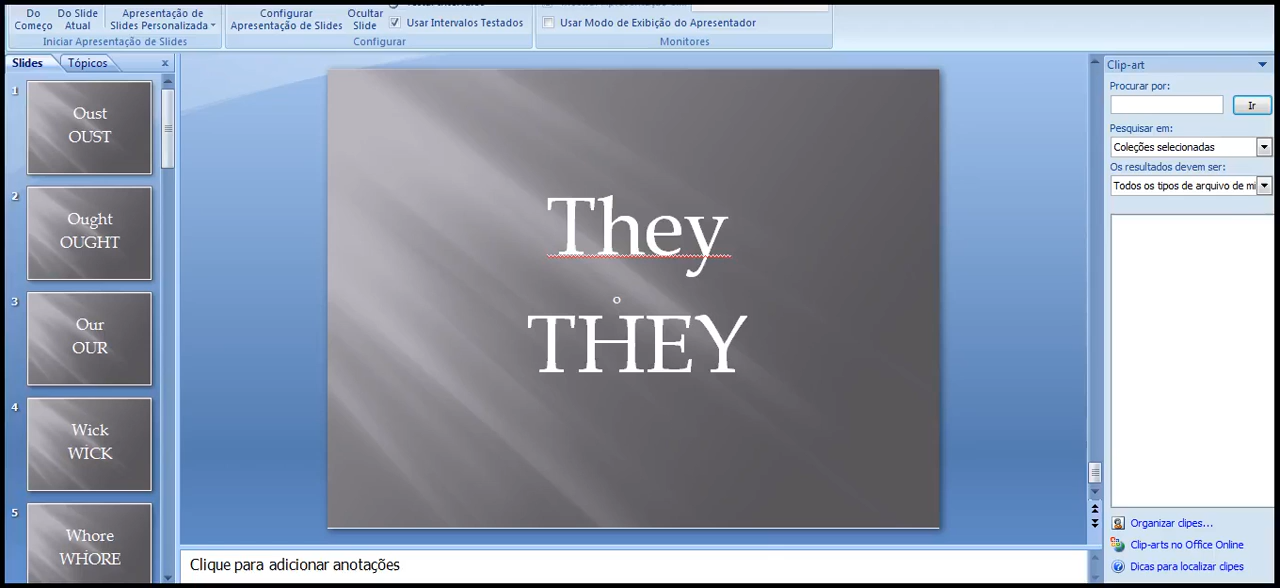 Do Começo
Do Slide Atual
Apresentação de Slides Personalizada
Iniciar Apresentação de Slides
Configurar Apresentação de Slides
Ocultar Slide
Usar Intervalos Testados
Configurar
Usar Modo de Exibição do Apresentador
Monitores
Slides
Tópicos
x
1
Oust
OUST
2
Ought
OUGHT
3
Our
OUR
4
Wick
WICK
5
Whore
WHORE
They
o
THEY
Clique para adicionar anotações
Clip-art
Procurar por:
Ir
Pesquisar em:
Coleções selecionadas
Os resultados devem ser:
Todos os tipos de arquivo de mí
Organizar clipes...
Clip-arts no Office Online
Dicas para localizar clipes